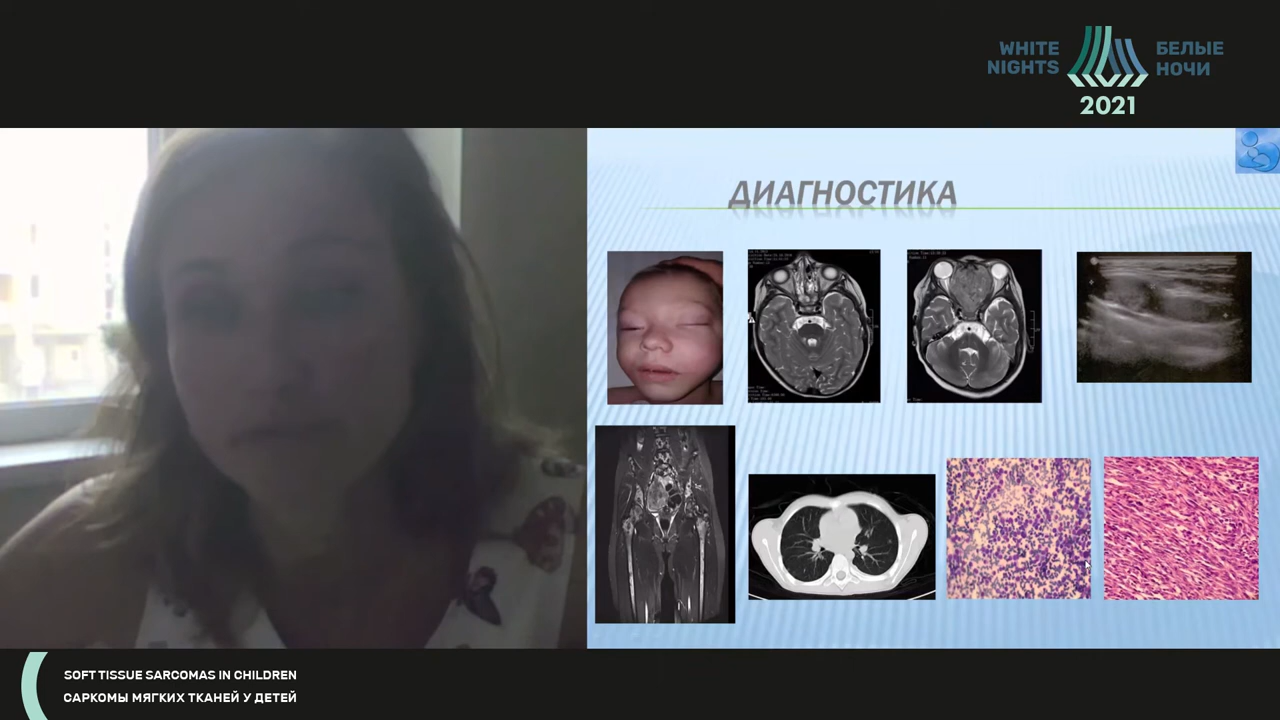 WHITE
NIGHTS
БЕЛЫЕ
НОЧИ
2021
ДИАГНОСТИКА
SOFT TISSUE SARCOMAS IN CHILDREN
САРКОМЫ МЯГКИХ ТКАНЕЙ У ДЕТЕЙ